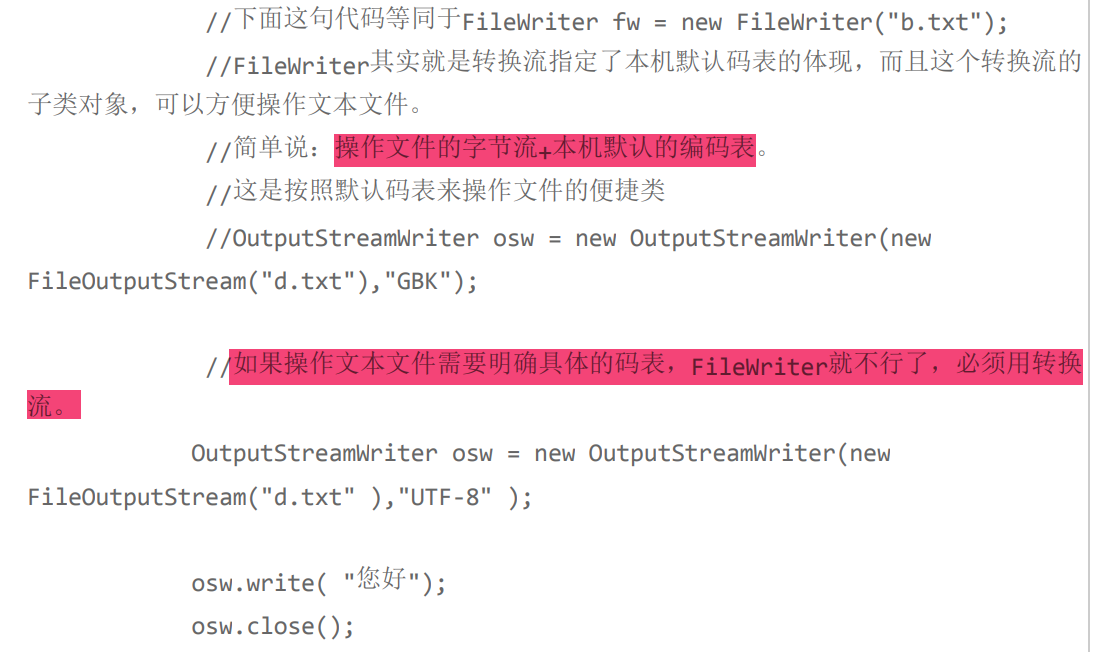 //下面这句代码等同于FileWriter fw = new FileWriter("b.txt");
//FileWriter其实就是转换流指定了本机默认码表的体现，而且这个转换流的
子类对象，可以方便操作文本文件。
//简单说：操作文件的字节流+本机默认的编码表。
//这是按照默认码表来操作文件的便捷类
//OutputStreamWriter osw = new OutputStreamWriter(new
FileOutputStream("d.txt"),"GBK");
//如果操作文本文件需要明确具体的码表，FileWriter就不行了，必须用转换
流。
OutputStreamWriter osw = new OutputStreamWriter(new
FileOutputStream("d.txt" ),"UTF-8" );
osw.write( "您好");
osw.close();